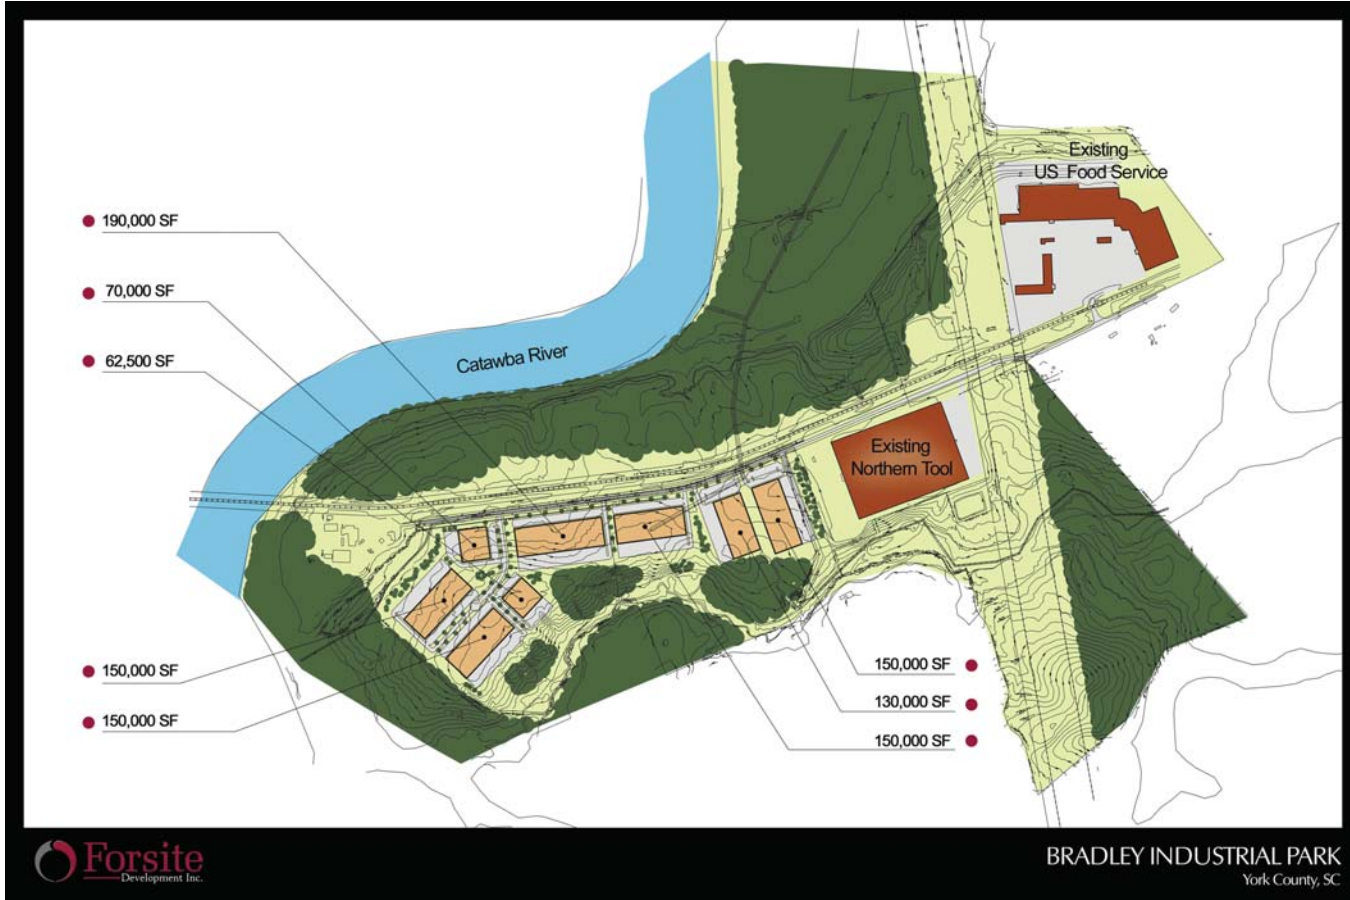 Existing
US Food Service
190,000 SF
70,000 SF
62,500 SF
Catawba River
Existing
Northern Tool
150,000 SF
150,000 SF
150,000 SF
130,000 SF
150,000 SF
Forsite
Development Inc.
BRADLEY INDUSTRIAL PARK
York County, SC